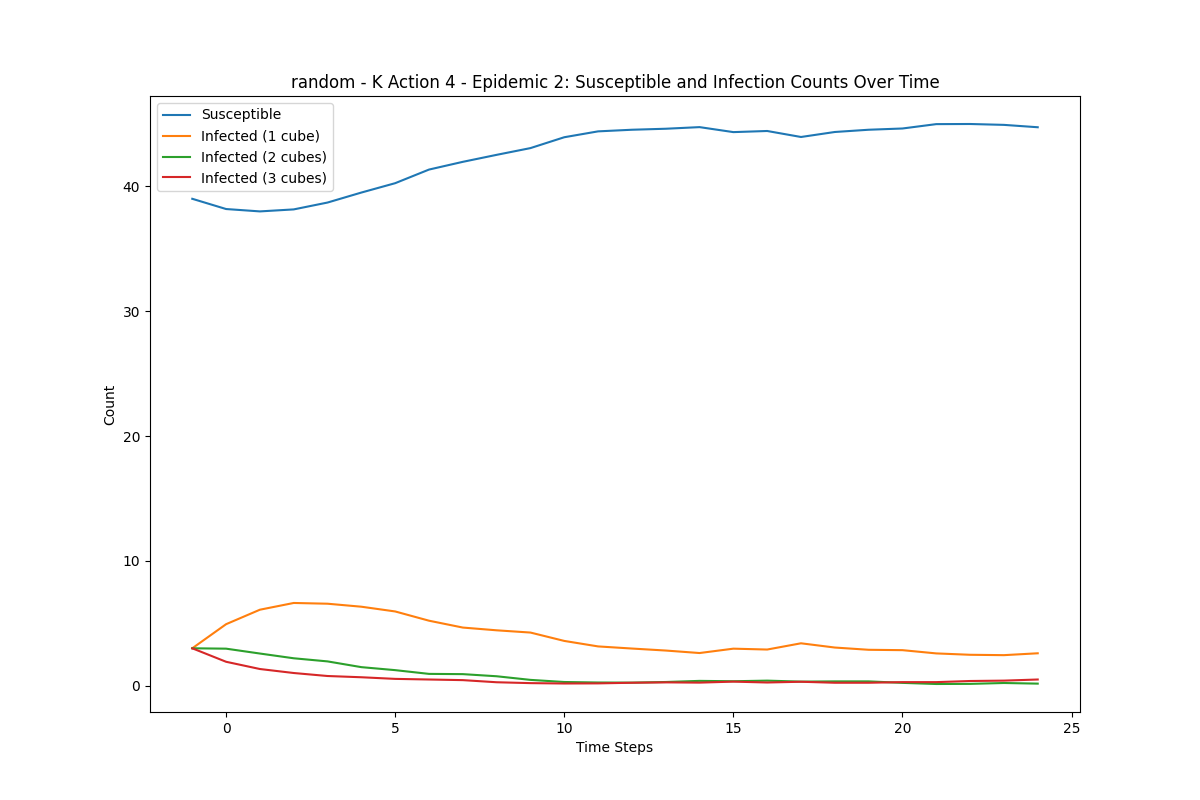 random - K Action 4 - Epidemic 2: Susceptible and Infection Counts Over Time
Susceptible
Infected (1 cube)
Infected (2 cubes)
Infected (3 cubes)
Count
40
30
20
10
0
0 5 10 15 20 25
Time Steps